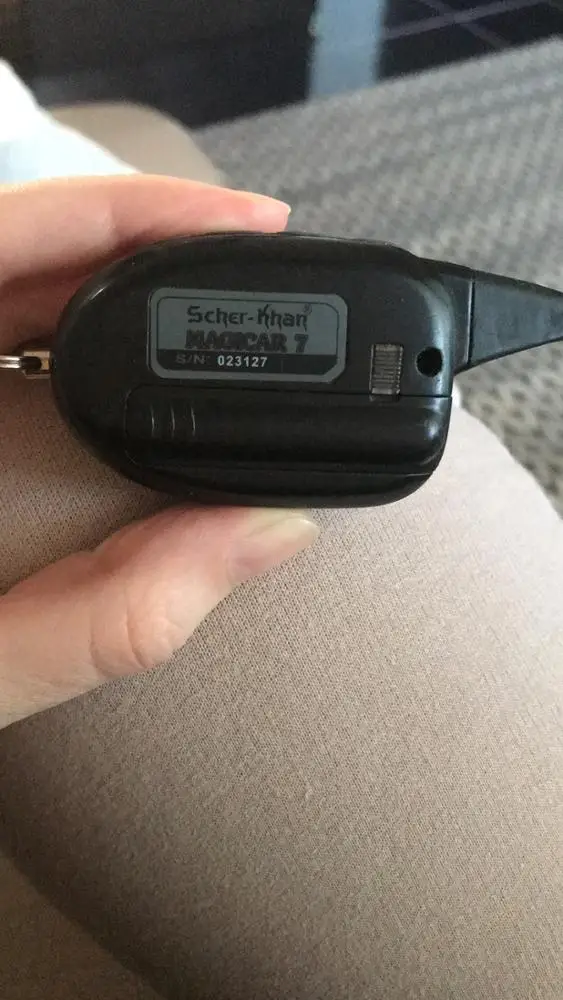 Scher-Khan®
MAGICAR 7
S/N: 023127